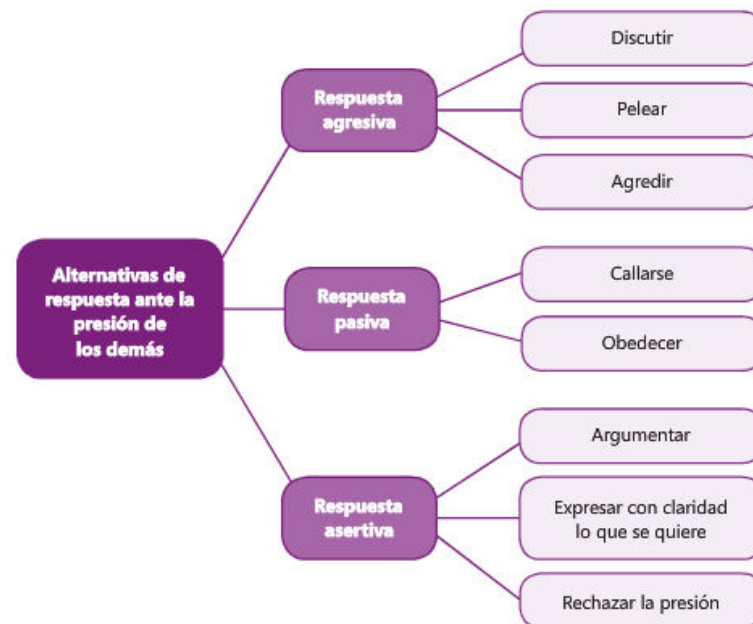 Alternativas de
respuesta ante la
presión de
los demás
Respuesta
agresiva
Discutir
Pelear
Agredir
Respuesta
pasiva
Callarse
Obedecer
Respuesta
asertiva
Argumentar
Expresar con claridad
lo que se quiere
Rechazar la presión